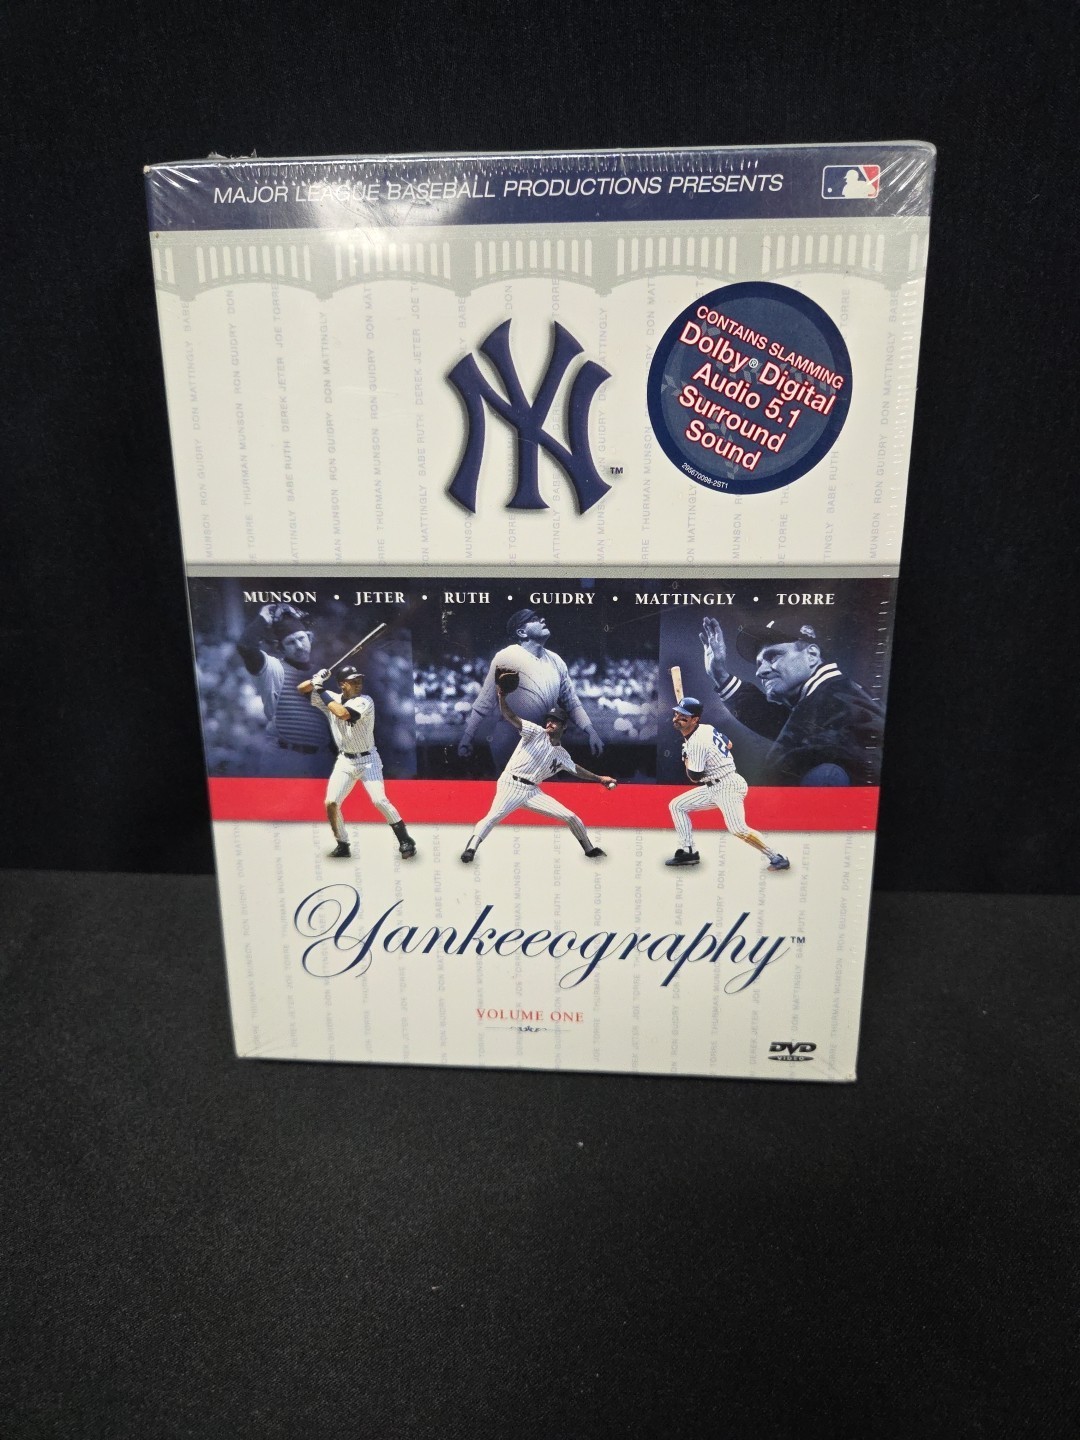 MAJOR LEAGUE BASEBALL PRODUCTIONS PRESENTS
NY
TM
CONTAINS SLAMMING
Dolby® Digital
Audio 5.1
Surround
Sound
MUNSON • JETER • RUTH • GUIDRY • MATTINGLY • TORRE
Yankeeography™
VOLUME ONE
DVD
VIDEO